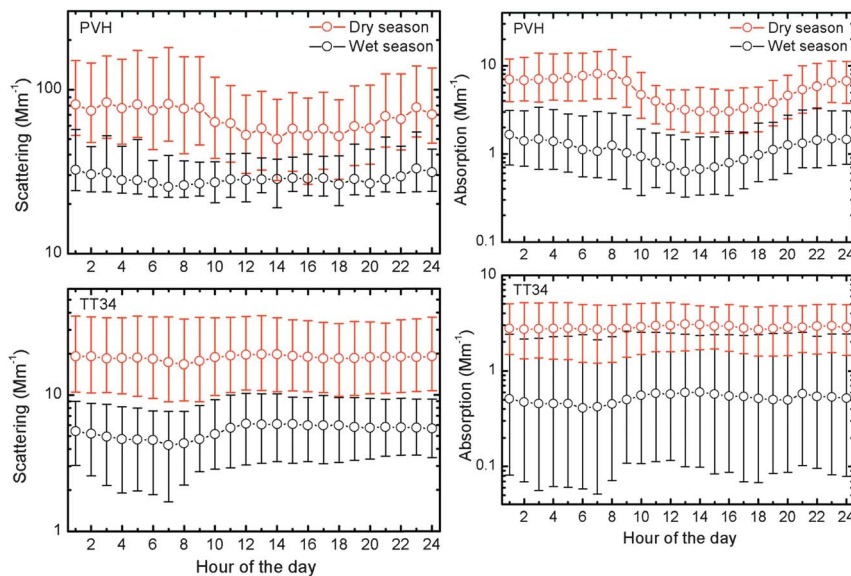 PVH
Dry season
Wet season
Scattering (Mm⁻¹)
100
10
2 4 6 8 10 12 14 16 18 20 22 24
PVH
Dry season
Wet season
Absorption (Mm⁻¹)
10
1
0.1
2 4 6 8 10 12 14 16 18 20 22 24
TT34
Scattering (Mm⁻¹)
10
1
2 4 6 8 10 12 14 16 18 20 22 24
Hour of the day
TT34
Absorption (Mm⁻¹)
10
1
0.1
2 4 6 8 10 12 14 16 18 20 22 24
Hour of the day